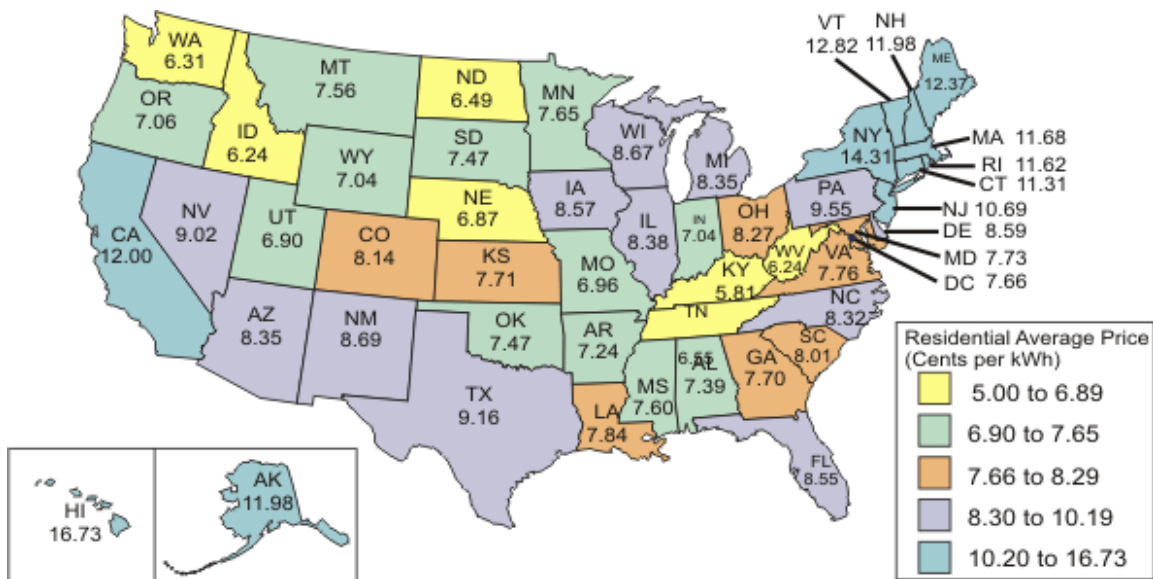 VT
12.82
NH
11.98
WA
6.31
MT
7.56
ND
6.49
MN
7.65
ME
12.37
OR
7.06
ID
6.24
SD
7.47
WI
8.67
MI
8.35
NY
14.31
MA 11.68
RI 11.62
CT 11.31
WY
7.04
NE
6.87
IA
8.57
IL
8.38
IN
7.04
OH
8.27
PA
9.55
NJ 10.69
DE 8.59
MD 7.73
DC 7.66
CA
12.00
NV
9.02
UT
6.90
CO
8.14
KS
7.71
MO
6.96
KY
5.81
WV
6.24
VA
7.76
NC
8.32
TN
6.55
AZ
8.35
NM
8.69
OK
7.47
AR
7.24
MS
7.60
AL
7.39
GA
7.70
SC
8.01
TX
9.16
LA
7.84
FL
8.55
HI
16.73
AK
11.98
Residential Average Price
(Cents per kWh)
5.00 to 6.89
6.90 to 7.65
7.66 to 8.29
8.30 to 10.19
10.20 to 16.73